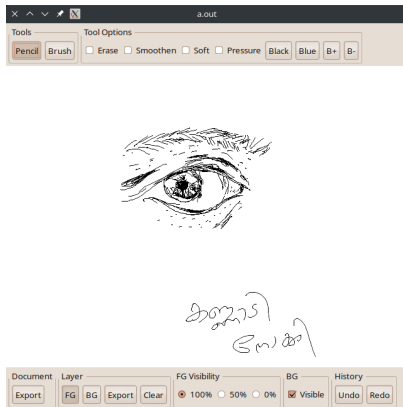 a.out
Tools
Tool Options
Pencil Brush Erase Smoothen Soft Pressure Black Blue B+ B-
കണ്ണാടി
നോക്കി
Document Layer FG Visibility BG History
Export FG BG Export Clear 100% 50% 0% Visible Undo Redo